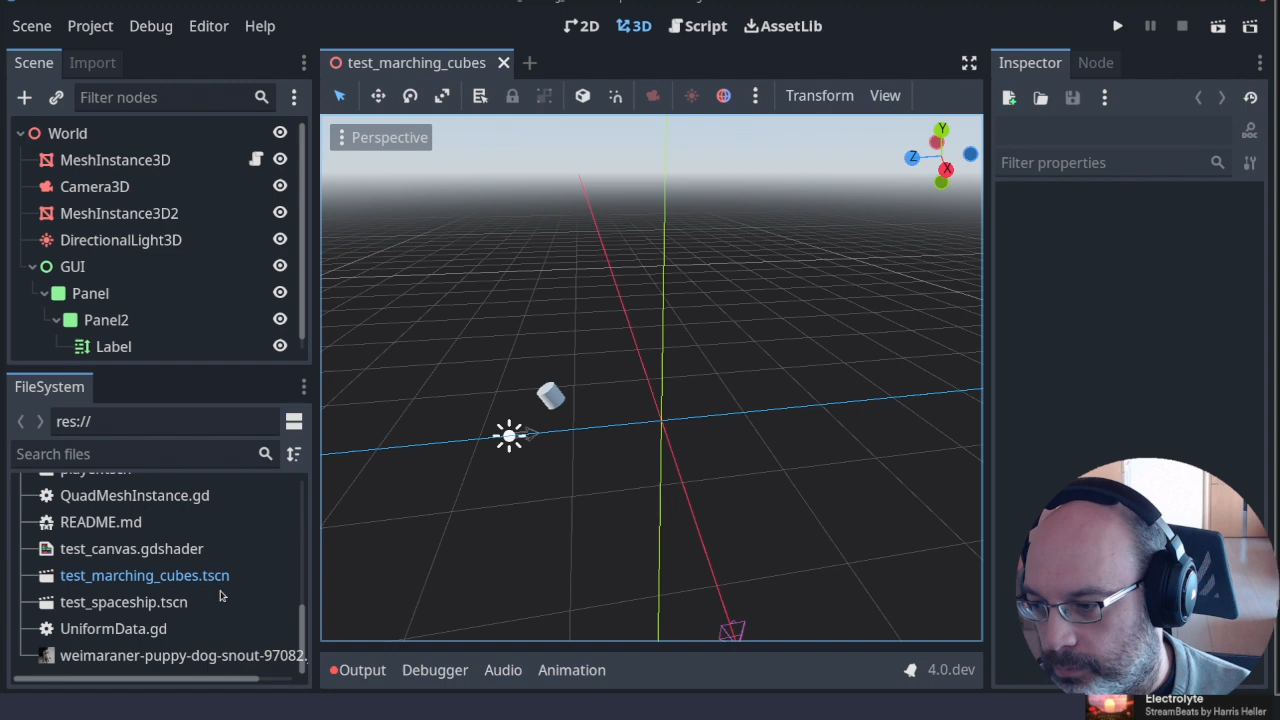 Scene Project Debug Editor Help
2D 3D Script AssetLib
Scene Import
Filter nodes
World
MeshInstance3D
Camera3D
MeshInstance3D2
DirectionalLight3D
GUI
Panel
Panel2
Label
FileSystem
res://
Search files
QuadMeshInstance.gd
README.md
test_canvas.gdshader
test_marching_cubes.tscn
test_spaceship.tscn
UniformData.gd
weimaraner-puppy-dog-snout-97082.
test_marching_cubes
Transform View
Perspective
Y
Z
X
Output Debugger Audio Animation 4.0.dev
Inspector Node
Filter properties
Electrolyte
StreamBeats by Harris Heller